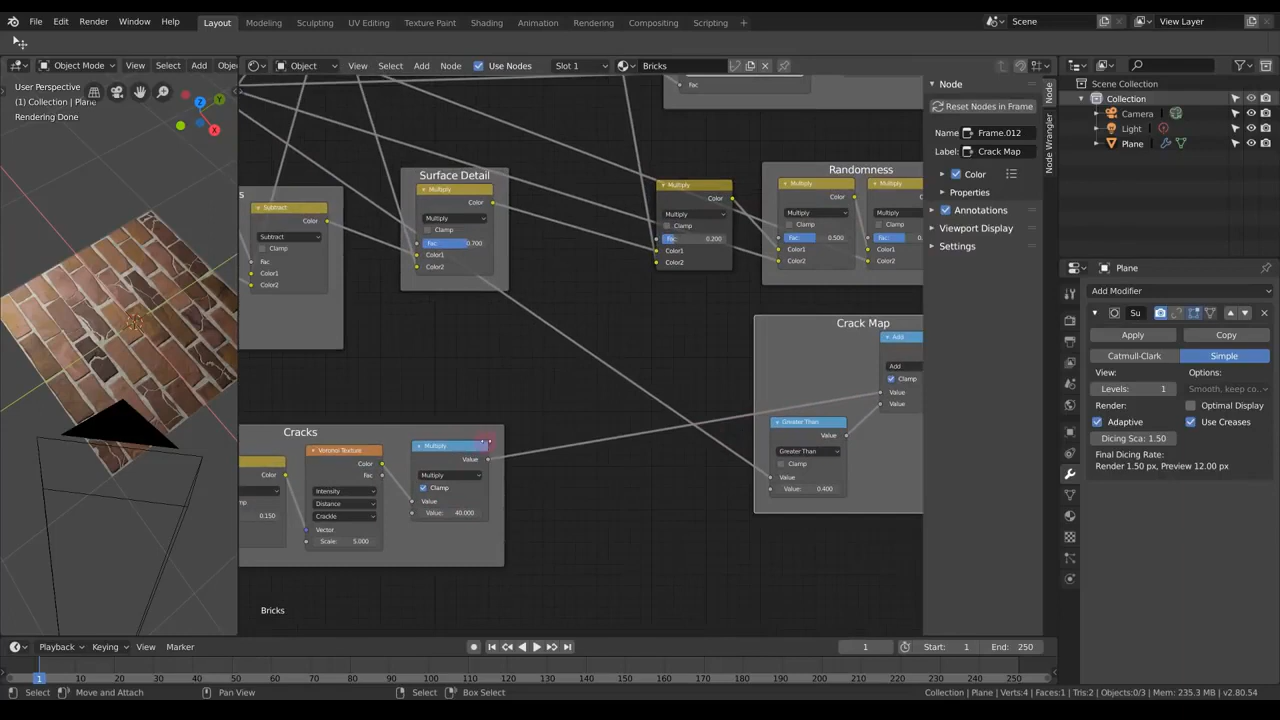 File Edit Render Window Help Layout Modeling Sculpting UV Editing Texture Paint Shading Animation Rendering Compositing Scripting + Scene View Layer
Object Mode View Select Add Obje Object View Select Add Node Use Nodes Slot 1 Bricks
User Perspective
(1) Collection | Plane
Rendering Done
Z Y X
Fac
Subtract
Color
Subtract
Clamp
Fac
Color1
Color2
Surface Detail
Multiply
Color
Multiply
Clamp
Fac: 0.700
Color1
Color2
Multiply
Color
Multiply
Clamp
Fac: 0.200
Color1
Color2
Randomness
Multiply
Color
Multiply
Clamp
Fac: 0.500
Color1
Color2
Multiply
Multiply
Clamp
Fac: 0.
Color1
Color2
Crack Map
Add
Add
Clamp
Value
Value
Greater Than
Value
Greater Than
Clamp
Value
Value: 0.400
Cracks
Color
0.150
Voronoi Texture
Color
Fac
Intensity
Distance
Crackle
Vector
Scale: 5.000
Multiply
Value
Multiply
Clamp
Value
Value: 40.000
Bricks
Node
Reset Nodes in Frame
Name Frame.012
Label: Crack Map
Color
Properties
Annotations
Viewport Display
Settings
Node
Node Wrangler
Scene Collection
Collection
Camera
Light
Plane
Plane
Add Modifier
Su
Apply Copy
Catmull-Clark Simple
View: Options:
Levels: 1 Smooth, keep co
Render: Optimal Display
Adaptive Use Creases
Dicing Sca: 1.50
Final Dicing Rate:
Render 1.50 px, Preview 12.00 px
Playback Keying View Marker 1 Start: 1 End: 250
1 10 20 30 40 50 60 70 80 90 100 110 120 130 140 150 160 170 180 190 200 210 220 230 240 250
Select Move and Attach Pan View Select Box Select Collection | Plane | Verts:4 | Faces:1 | Tris:2 | Objects:0/3 | Mem: 235.3 MB | v2.80.54